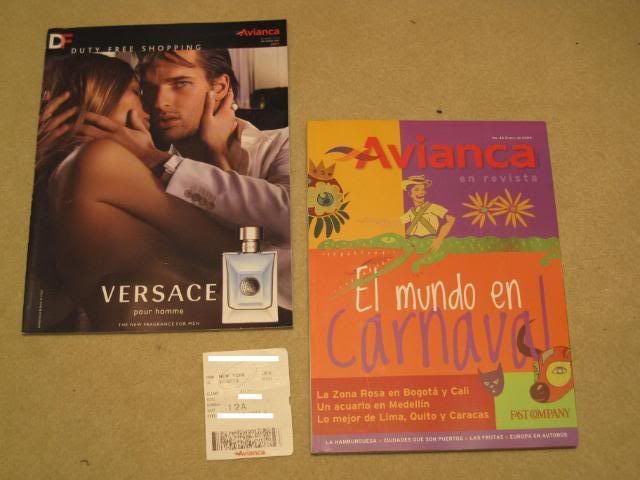 DF DUTY FREE SHOPPING
Avianca
2007
VERSACE
pour homme
THE NEW FRAGRANCE FOR MEN
NEW YORK
12A
Avianca
Avianca
en revista
El mundo en
carnaval
La Zona Rosa en Bogotá y Cali
Un acuario en Medellín
Lo mejor de Lima, Quito y Caracas
FAST COMPANY
LA HAMBURGUESA - CIUDADES QUE SON PUERTOS - LAS FRUTAS - EUROPA EN AUTOBÚS